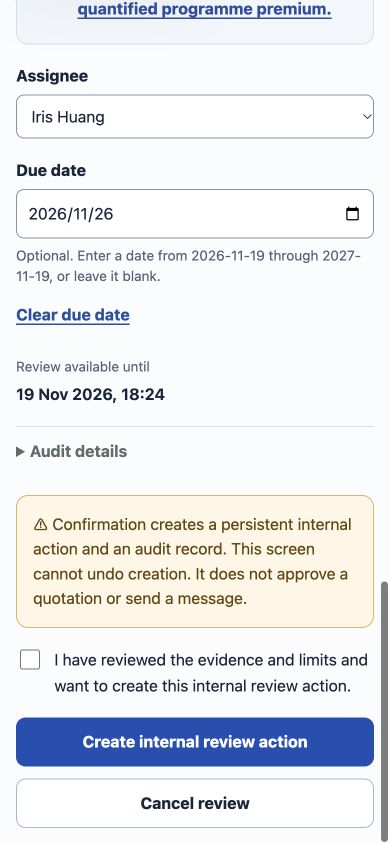 quantified programme premium.
Assignee
Iris Huang
Due date
2026/11/26
Optional. Enter a date from 2026-11-19 through 2027-
11-19, or leave it blank.
Clear due date
Review available until
19 Nov 2026, 18:24
▶ Audit details
⚠ Confirmation creates a persistent internal
action and an audit record. This screen
cannot undo creation. It does not approve a
quotation or send a message.
I have reviewed the evidence and limits and
want to create this internal review action.
Create internal review action
Cancel review